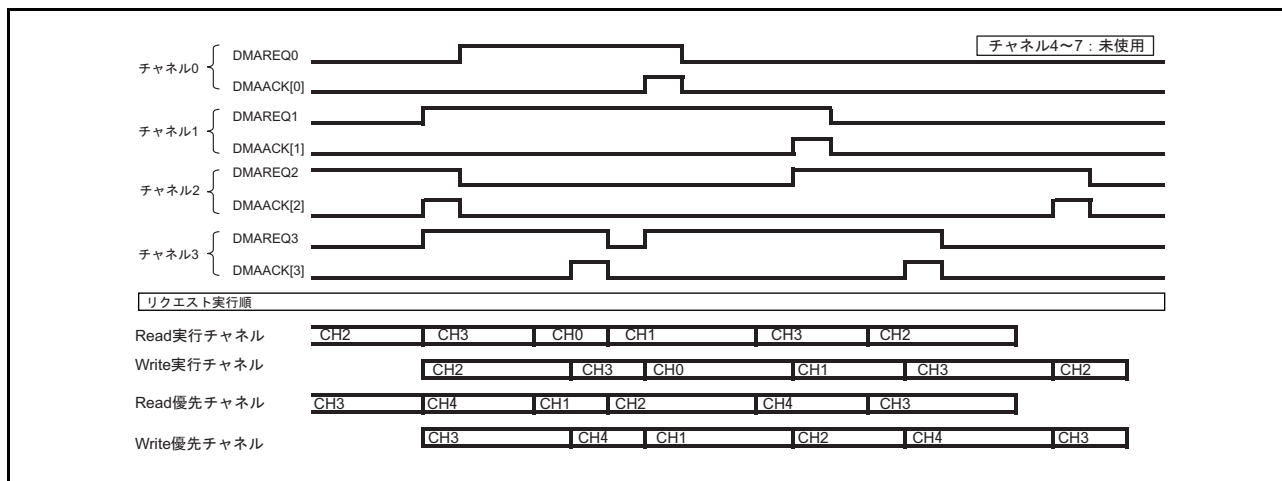 チャネル4～7：未使用
チャネル0
DMAREQ0
DMAACK[0]
チャネル1
DMAREQ1
DMAACK[1]
チャネル2
DMAREQ2
DMAACK[2]
チャネル3
DMAREQ3
DMAACK[3]
リクエスト実行順
Read実行チャネル CH2 CH3 CH0 CH1 CH3 CH2
Write実行チャネル CH2 CH3 CH0 CH1 CH3 CH2
Read優先チャネル CH3 CH4 CH1 CH2 CH4 CH3
Write優先チャネル CH3 CH4 CH1 CH2 CH4 CH3